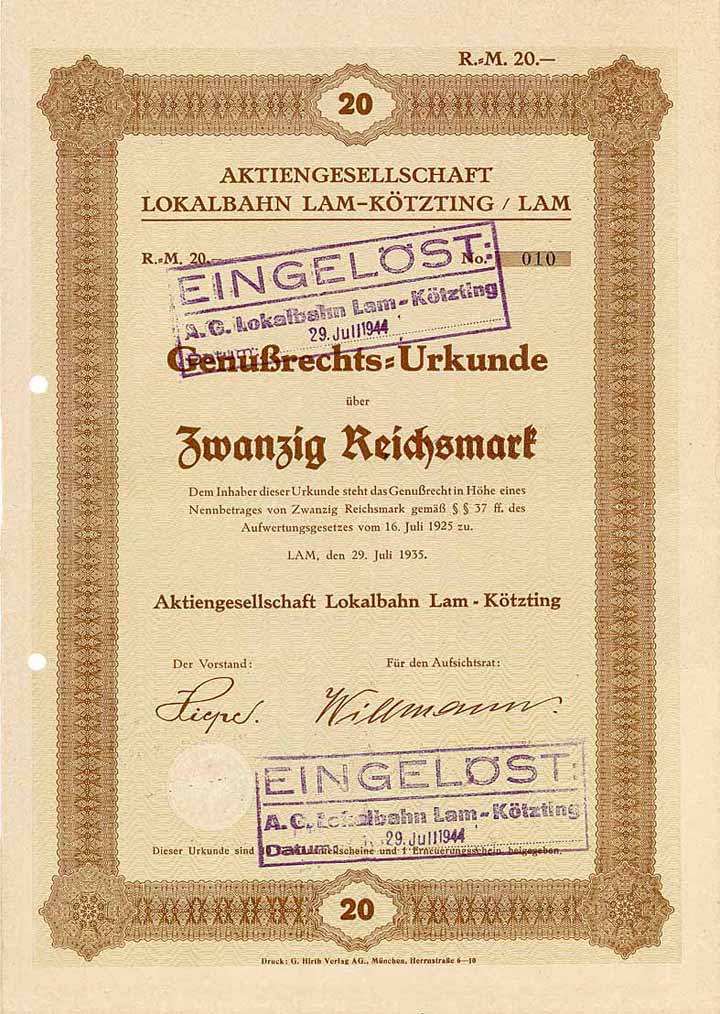 R.=M. 20.—
20
AKTIENGESELLSCHAFT
LOKALBAHN LAM-KÖTZTING / LAM
R.=M. 20.— No. 010
EINGELÖST:
A. G. Lokalbahn Lam-Kötzting
Datum: 29. Juli 1944
Genußrechts=Urkunde
über
Zwanzig Reichsmark
Dem Inhaber dieser Urkunde steht das Genußrecht in Höhe eines
Nennbetrages von Zwanzig Reichsmark gemäß § § 37 ff. des
Aufwertungsgesetzes vom 16. Juli 1925 zu.
LAM, den 29. Juli 1935.
Aktiengesellschaft Lokalbahn Lam - Kötzting
Der Vorstand: Für den Aufsichtsrat:
Willmann.
EINGELÖST:
A. G. Lokalbahn Lam-Kötzting
Datum: 29. Juli 1944
Dieser Urkunde sind und 1 Erneuerungsschein beigegeben.
20
Druck: G. Hirth Verlag AG., München, Herrnstraße 6—10